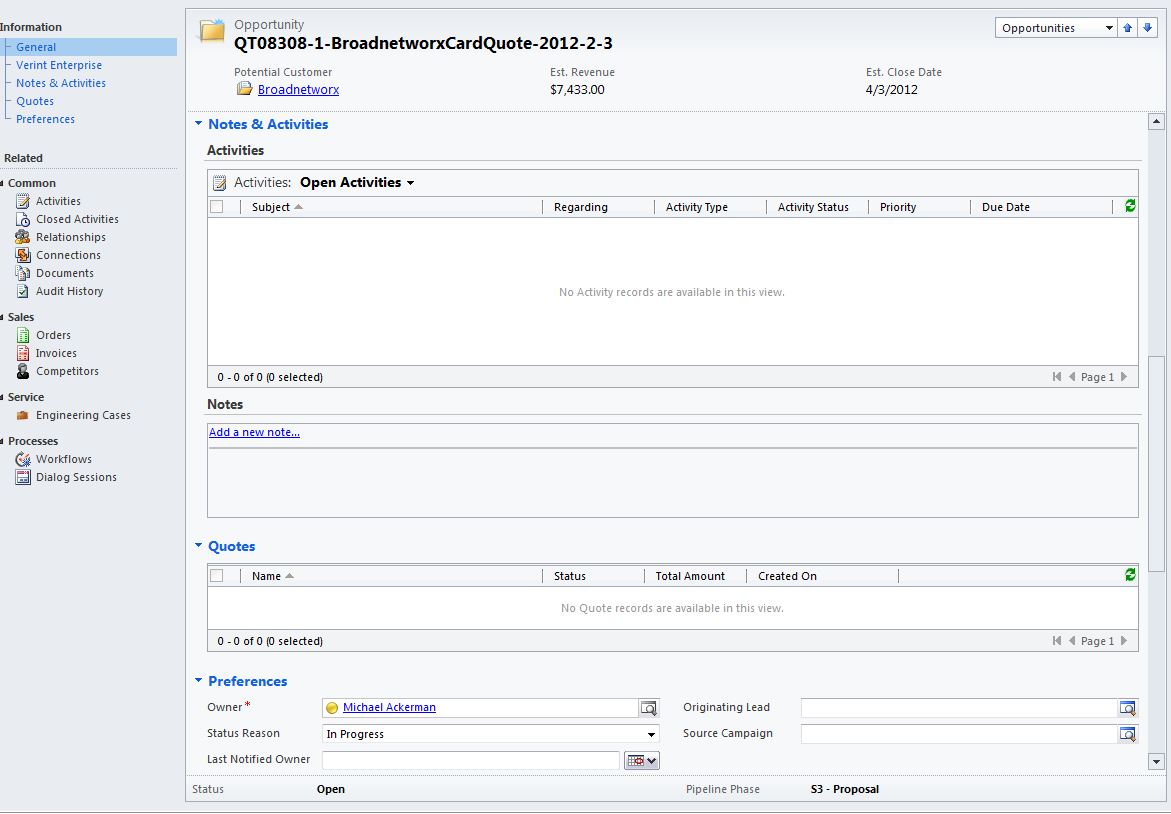 Information
General
Verint Enterprise
Notes & Activities
Quotes
Preferences
Related
Common
Activities
Closed Activities
Relationships
Connections
Documents
Audit History
Sales
Orders
Invoices
Competitors
Service
Engineering Cases
Processes
Workflows
Dialog Sessions
Opportunity
QT08308-1-BroadnetworxCardQuote-2012-2-3
Opportunities
Potential Customer Est. Revenue Est. Close Date
Broadnetworx $7,433.00 4/3/2012
Notes & Activities
Activities
Activities: Open Activities
Subject Regarding Activity Type Activity Status Priority Due Date
No Activity records are available in this view.
0 - 0 of 0 (0 selected) Page 1
Notes
Add a new note...
Quotes
Name Status Total Amount Created On
No Quote records are available in this view.
0 - 0 of 0 (0 selected) Page 1
Preferences
Owner* Michael Ackerman Originating Lead
Status Reason In Progress Source Campaign
Last Notified Owner
Status Open Pipeline Phase S3 - Proposal